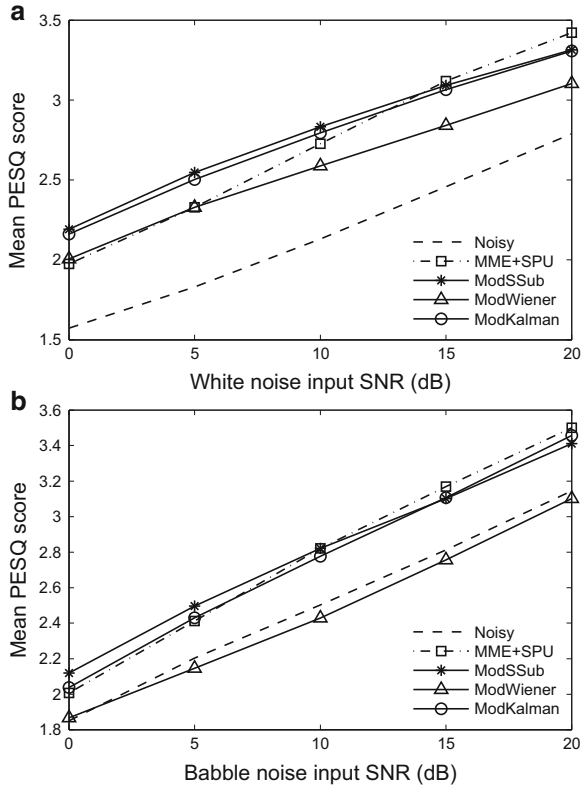 a
Mean PESQ score
3.5
3
2.5
2
1.5
0 5 10 15 20
White noise input SNR (dB)
Noisy
MME+SPU
ModSSub
ModWiener
ModKalman
b
Mean PESQ score
3.6
3.4
3.2
3
2.8
2.6
2.4
2.2
2
1.8
0 5 10 15 20
Babble noise input SNR (dB)
Noisy
MME+SPU
ModSSub
ModWiener
ModKalman